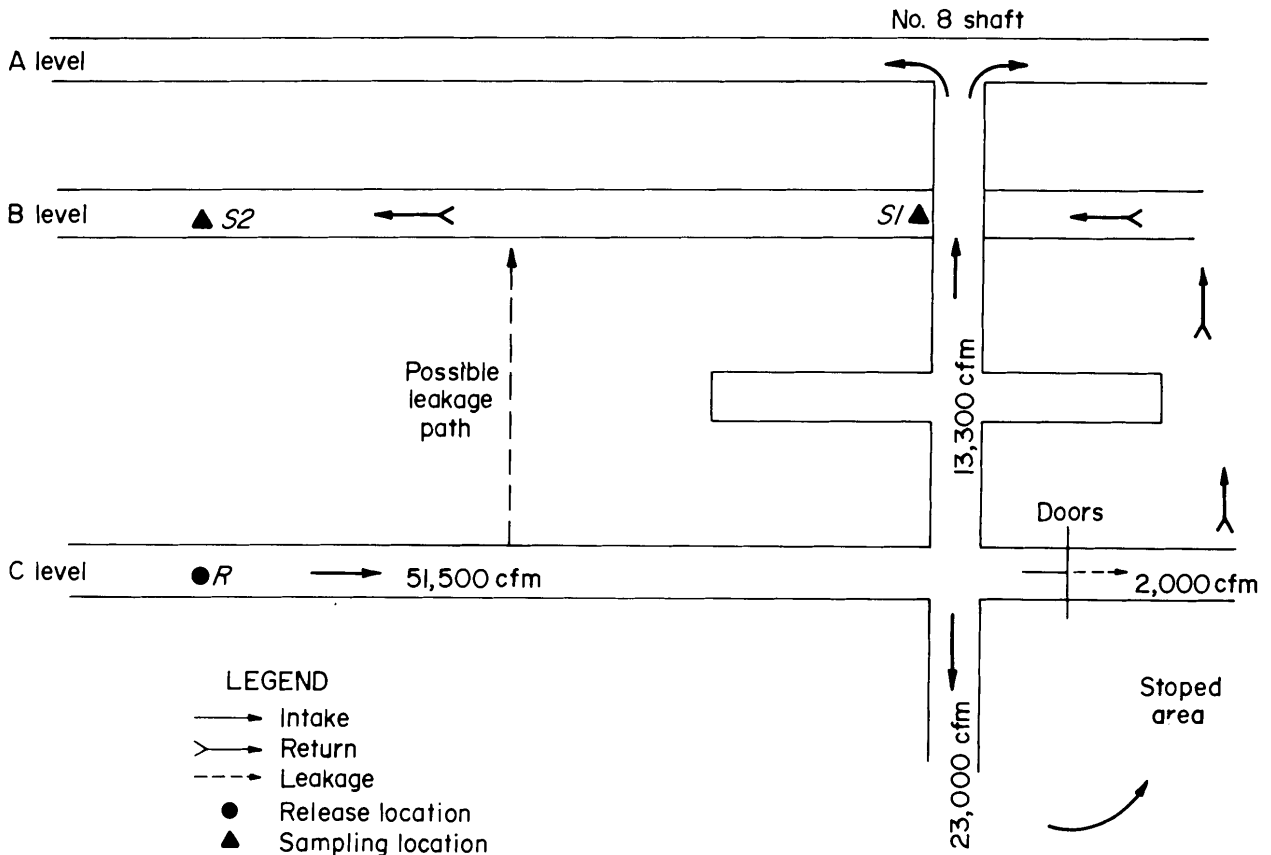 No. 8 shaft
A level
B level
S2
S1
Possible
leakage
path
13,300 cfm
Doors
C level
R
51,500 cfm
2,000 cfm
23,000 cfm
Stoped
area
LEGEND
Intake
Return
Leakage
Release location
Sampling location